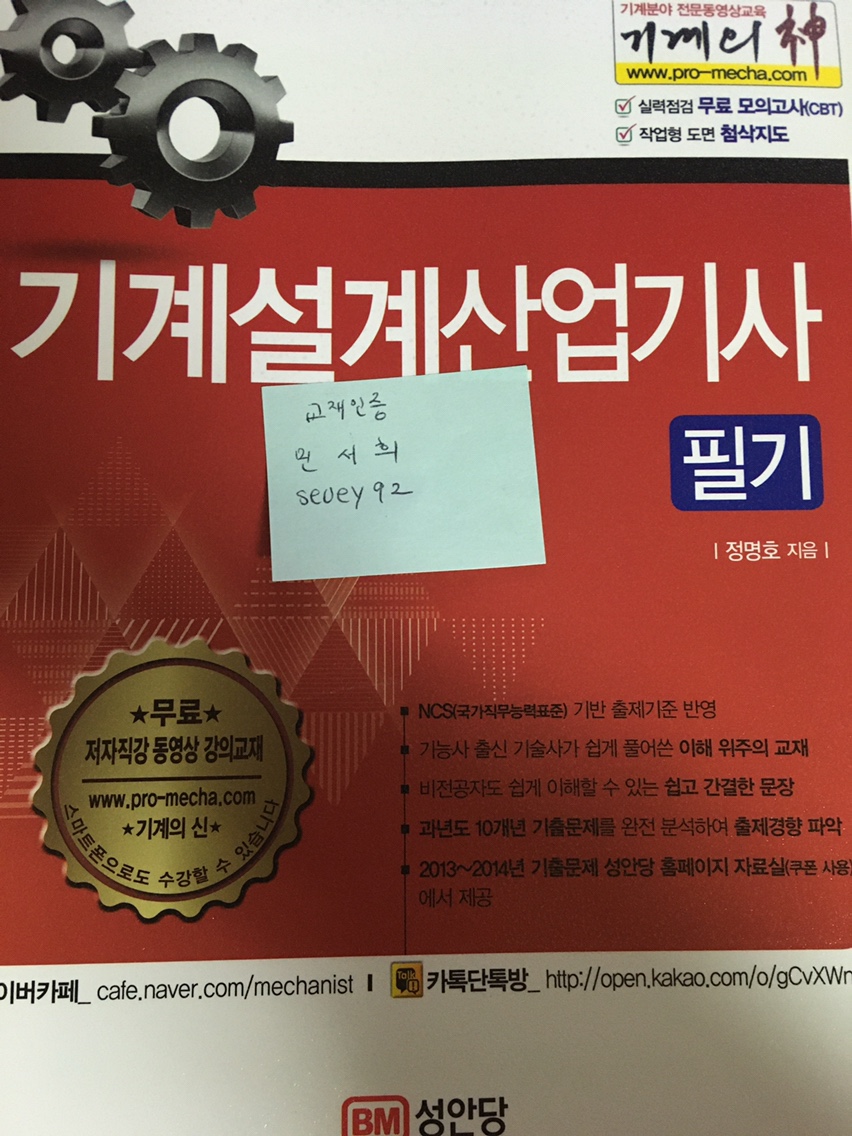 기계분야 전문동영상교육
기계의 神
www.pro-mecha.com
실력점검 무료 모의고사(CBT)
작업형 도면 첨삭지도
기계설계산업기사
필기
교재인증
민서희
seuey92
| 정명호 지음 |
★무료★
저자직강 동영상 강의교재
www.pro-mecha.com
★기계의 신★
스마트폰으로도 수강할 수 있습니다
NCS(국가직무능력표준) 기반 출제기준 반영
기능사 출신 기술사가 쉽게 풀어쓴 이해 위주의 교재
비전공자도 쉽게 이해할 수 있는 쉽고 간결한 문장
과년도 10개년 기출문제를 완전 분석하여 출제경향 파악
2013~2014년 기출문제 성안당 홈페이지 자료실(쿠폰 사용)
에서 제공
이버카페_ cafe.naver.com/mechanist | Talk 카톡단톡방_ http://open.kakao.com/o/gCvXWn
BM 성안당